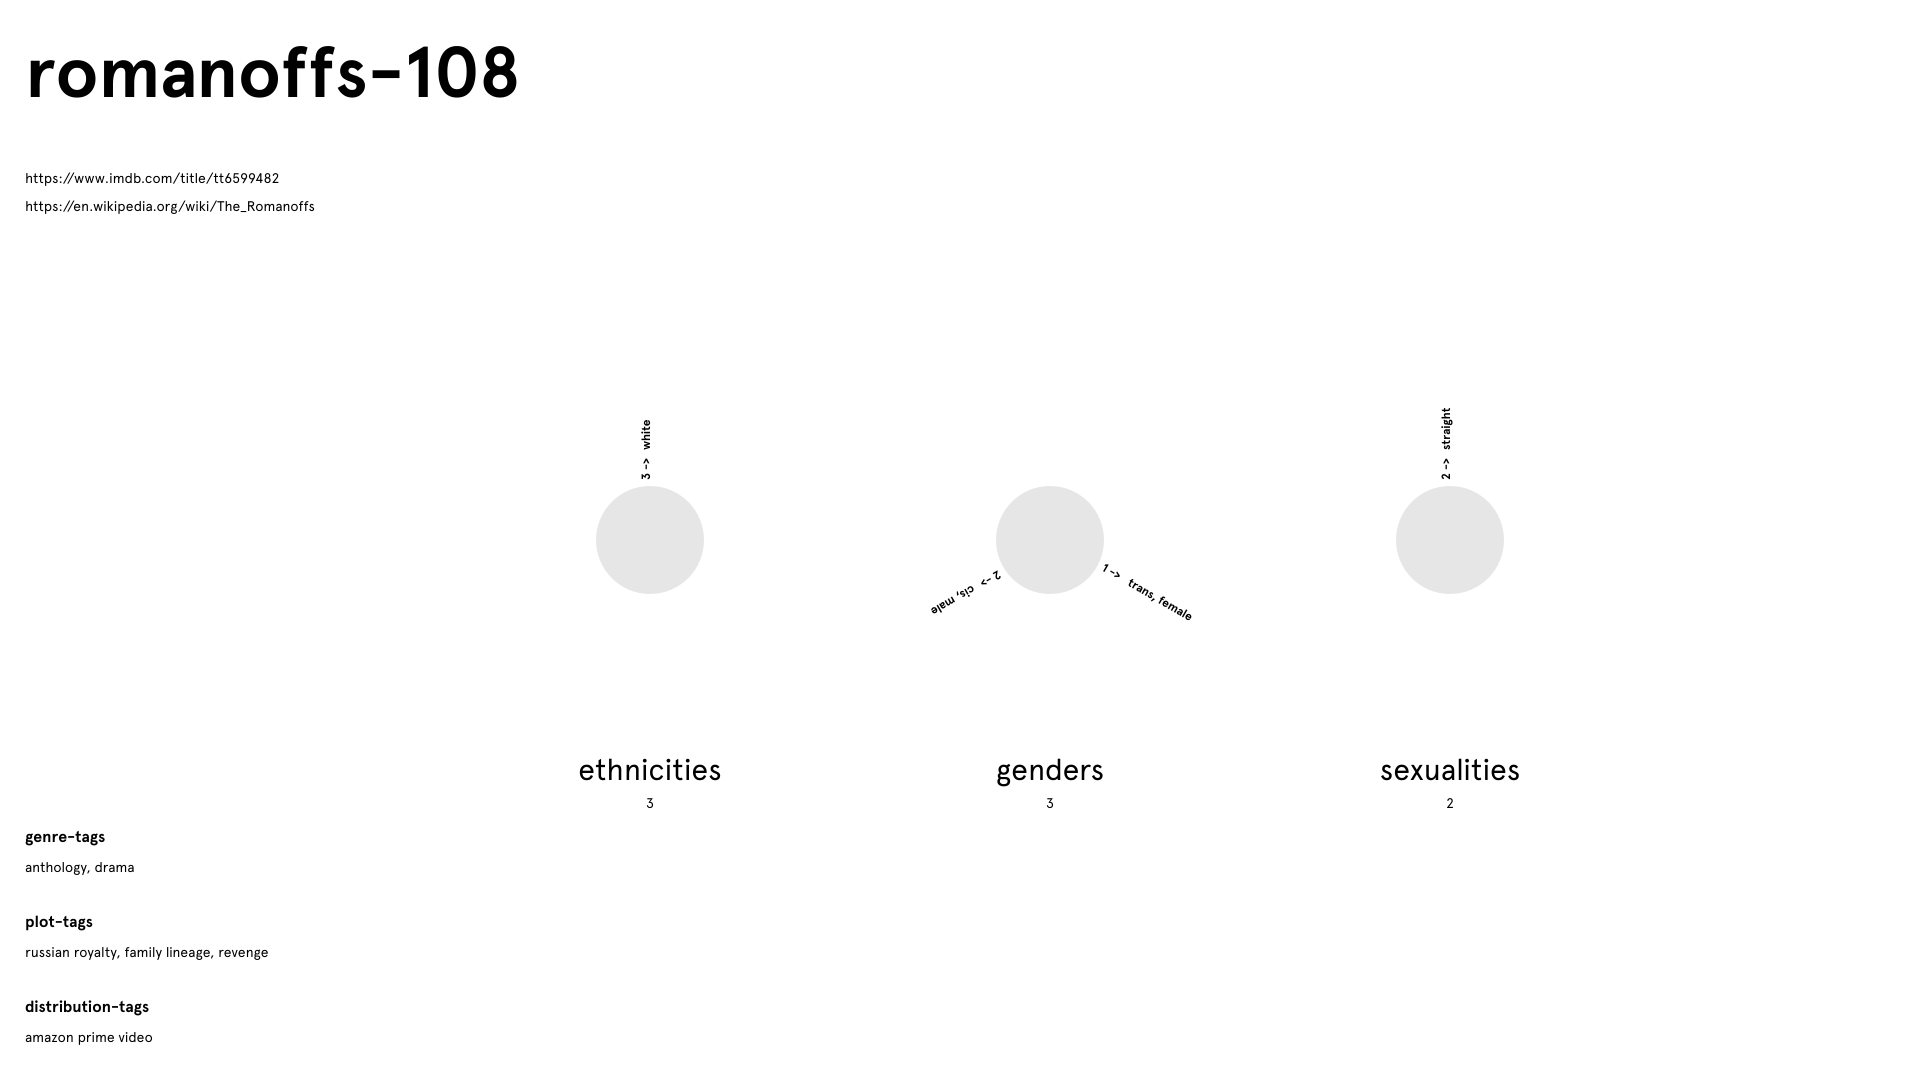 romanoffs-108
https://www.imdb.com/title/tt6599482
https://en.wikipedia.org/wiki/The_Romanoffs
3 -> white
2 -> cis, male
1 -> trans, female
2 -> straight
ethnicities
3
genders
3
sexualities
2
genre-tags
anthology, drama
plot-tags
russian royalty, family lineage, revenge
distribution-tags
amazon prime video